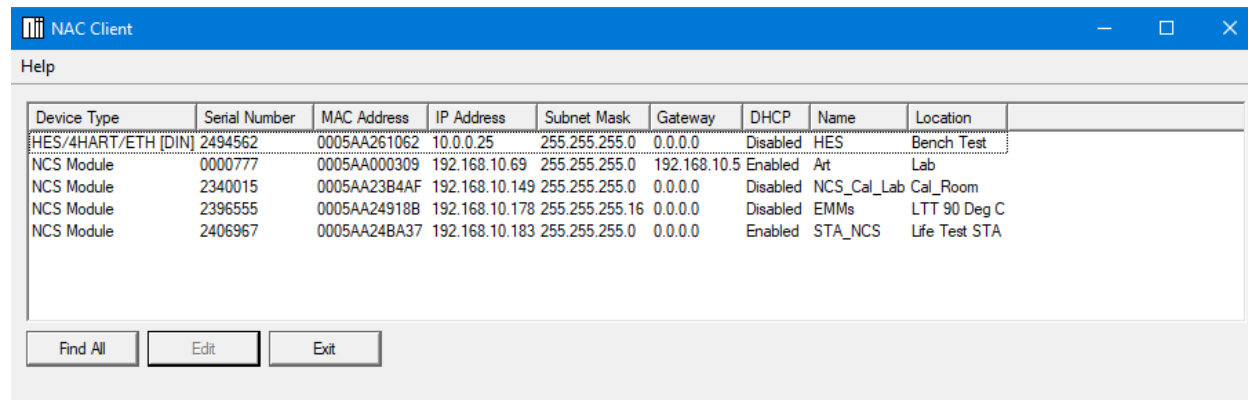 NAC Client
Help
Device Type Serial Number MAC Address IP Address Subnet Mask Gateway DHCP Name Location
HES/4HART/ETH [DIN] 2494562 0005AA261062 10.0.0.25 255.255.255.0 0.0.0.0 Disabled HES Bench Test
NCS Module 0000777 0005AA000309 192.168.10.69 255.255.255.0 192.168.10.5 Enabled Art Lab
NCS Module 2340015 0005AA23B4AF 192.168.10.149 255.255.255.0 0.0.0.0 Disabled NCS_Cal_Lab Cal_Room
NCS Module 2396555 0005AA24918B 192.168.10.178 255.255.255.16 0.0.0.0 Disabled EMMs LTT 90 Deg C
NCS Module 2406967 0005AA24BA37 192.168.10.183 255.255.255.0 0.0.0.0 Enabled STA_NCS Life Test STA
Find All Edit Exit